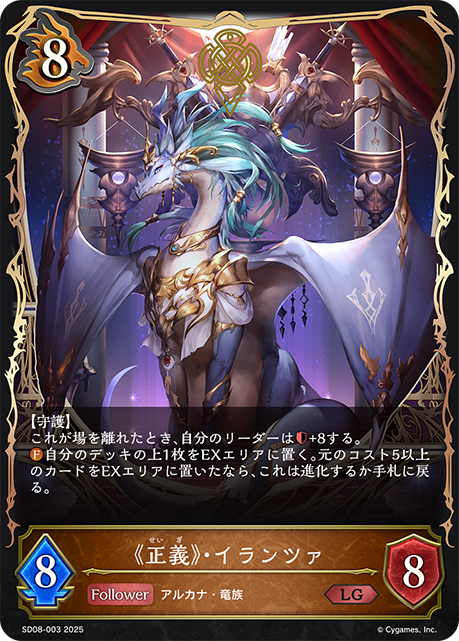 8
【守護】
これが場を離れたとき、自分のリーダーは+8する。
F 自分のデッキの上1枚をEXエリアに置く。元のコスト5以上
のカードをEXエリアに置いたなら、これは進化するか手札に戻
る。
せいぎ
《正義》・イランツァ
8
Follower アルカナ・竜族 LG
8
SD08-003 2025
© Cygames, Inc.